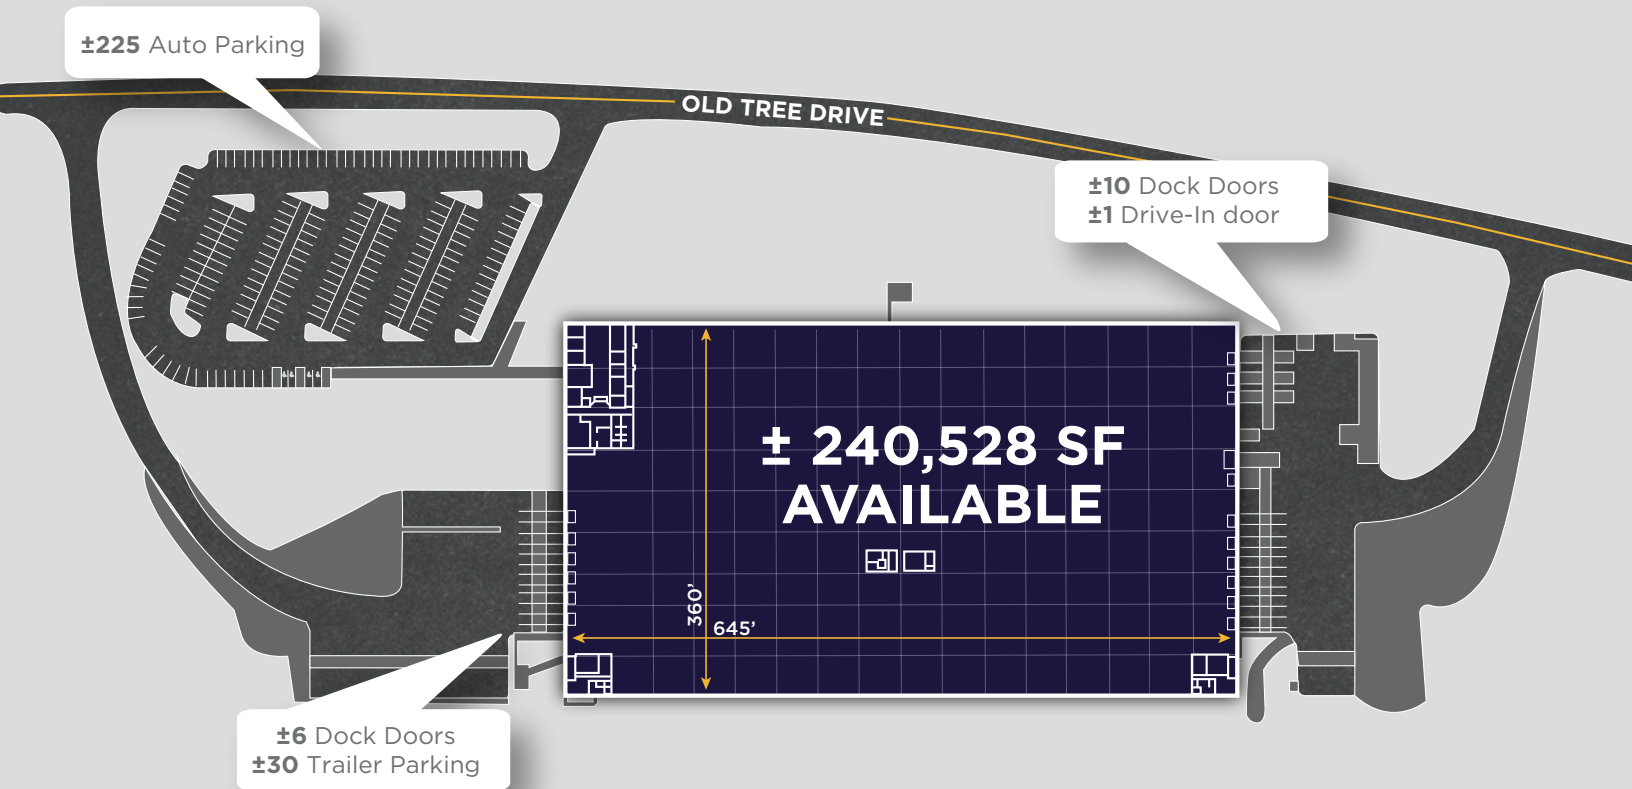 ±225 Auto Parking
OLD TREE DRIVE
±10 Dock Doors
±1 Drive-In door
± 240,528 SF
AVAILABLE
360’
645’
±6 Dock Doors
±30 Trailer Parking